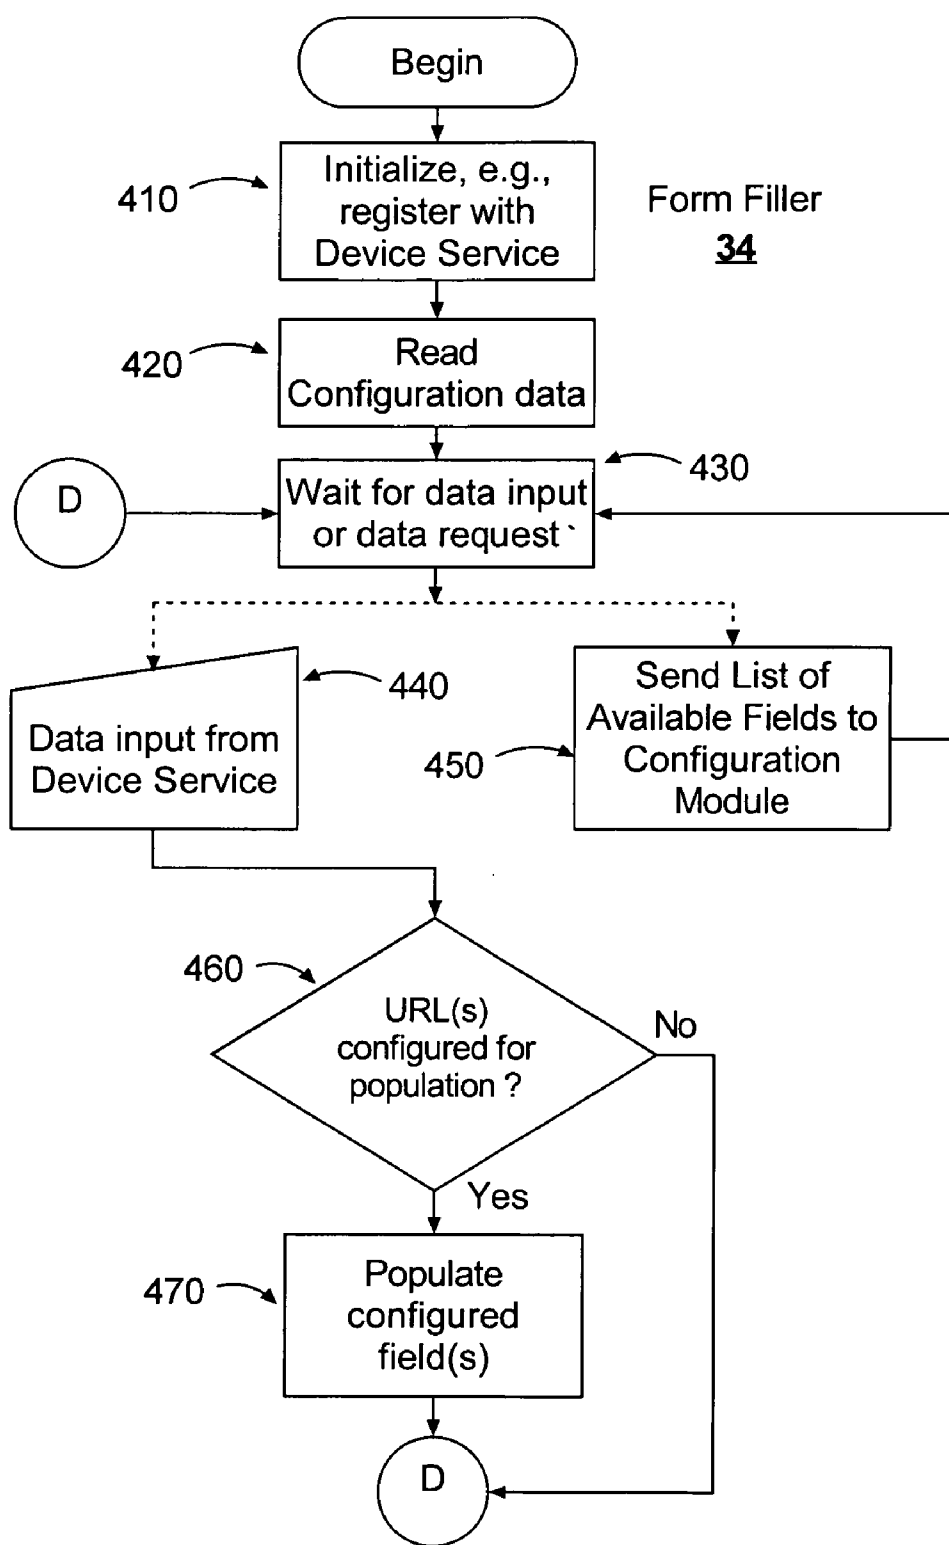 Begin
410
Initialize, e.g.,
register with
Device Service
Form Filler
34
420
Read
Configuration data
430
D
Wait for data input
or data request
440
Data input from
Device Service
450
Send List of
Available Fields to
Configuration
Module
460
URL(s)
configured for
population ?
No
Yes
470
Populate
configured
field(s)
D